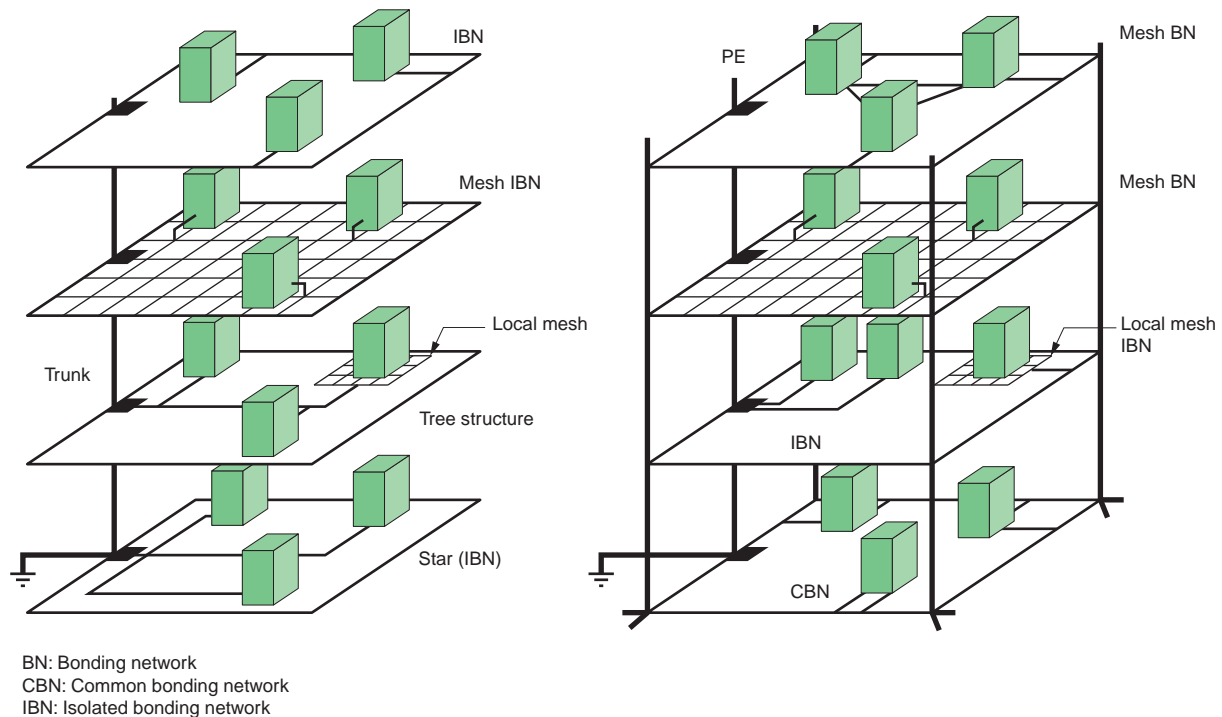 IBN
Mesh IBN
Local mesh
Trunk
Tree structure
Star (IBN)
PE
Mesh BN
Mesh BN
Local mesh
IBN
IBN
CBN
BN: Bonding network
CBN: Common bonding network
IBN: Isolated bonding network